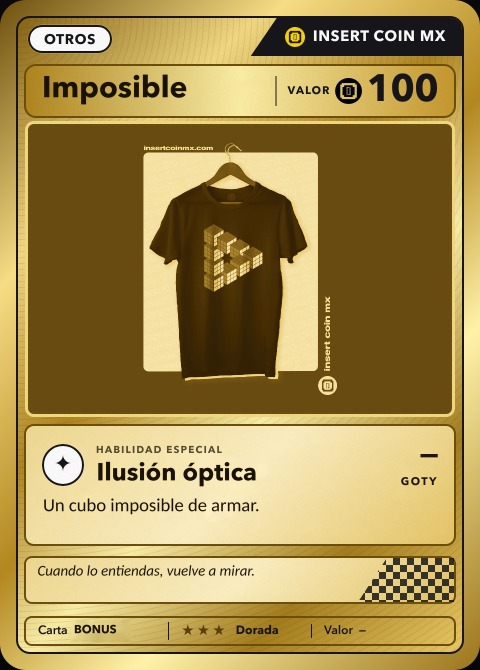 OTROS
INSERT COIN MX
Imposible
VALOR 100
insertcoinmx.com
insert coin mx
HABILIDAD ESPECIAL
Ilusión óptica
—
GOTY
Un cubo imposible de armar.
Cuando lo entiendas, vuelve a mirar.
Carta BONUS
★★★ Dorada
Valor –